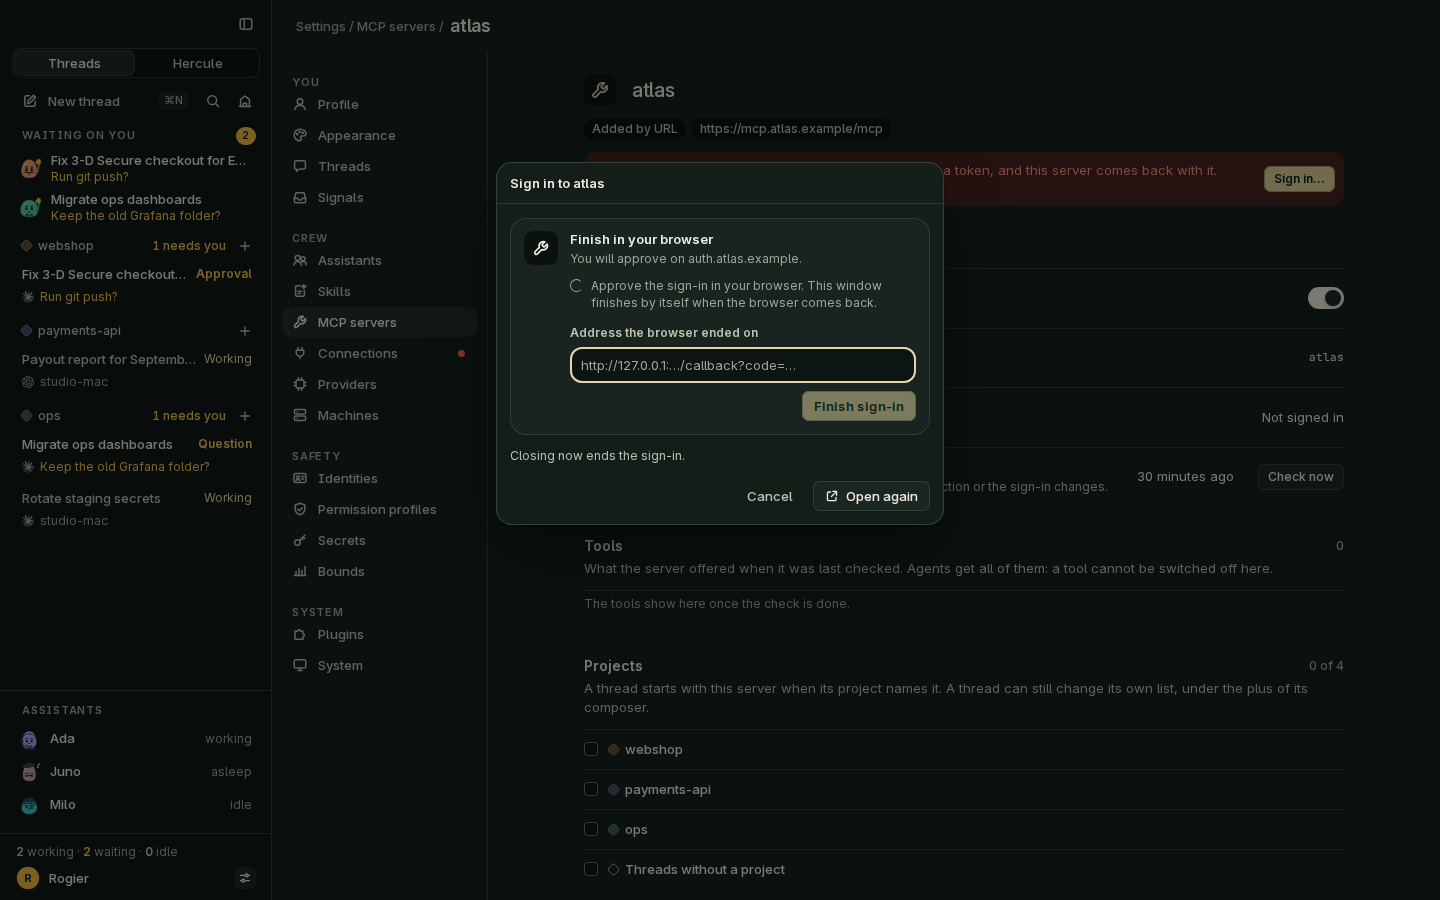 Settings / MCP servers / atlas
Threads
Hercule
New thread
⌘N
WAITING ON YOU
2
Fix 3-D Secure checkout for E...
Run git push?
Migrate ops dashboards
Keep the old Grafana folder?
webshop
1 needs you
Fix 3-D Secure checkout...
Approval
Run git push?
payments-api
Payout report for Septemb...
Working
studio-mac
ops
1 needs you
Migrate ops dashboards
Question
Keep the old Grafana folder?
Rotate staging secrets
Working
studio-mac
ASSISTANTS
Ada
working
Juno
asleep
Milo
idle
2 working · 2 waiting · 0 idle
R
Rogier
YOU
Profile
Appearance
Threads
Signals
CREW
Assistants
Skills
MCP servers
Connections
Providers
Machines
SAFETY
Identities
Permission profiles
Secrets
Bounds
SYSTEM
Plugins
System
atlas
Added by URL
https://mcp.atlas.example/mcp
a token, and this server comes back with it.
Sign in...
Sign in to atlas
Finish in your browser
You will approve on auth.atlas.example.
Approve the sign-in in your browser. This window
finishes by itself when the browser comes back.
Address the browser ended on
http://127.0.0.1:.../callback?code=...
Finish sign-in
Closing now ends the sign-in.
Cancel
Open again
atlas
Not signed in
ction or the sign-in changes.
30 minutes ago
Check now
Tools
0
What the server offered when it was last checked. Agents get all of them: a tool cannot be switched off here.
The tools show here once the check is done.
Projects
0 of 4
A thread starts with this server when its project names it. A thread can still change its own list, under the plus of its
composer.
webshop
payments-api
ops
Threads without a project